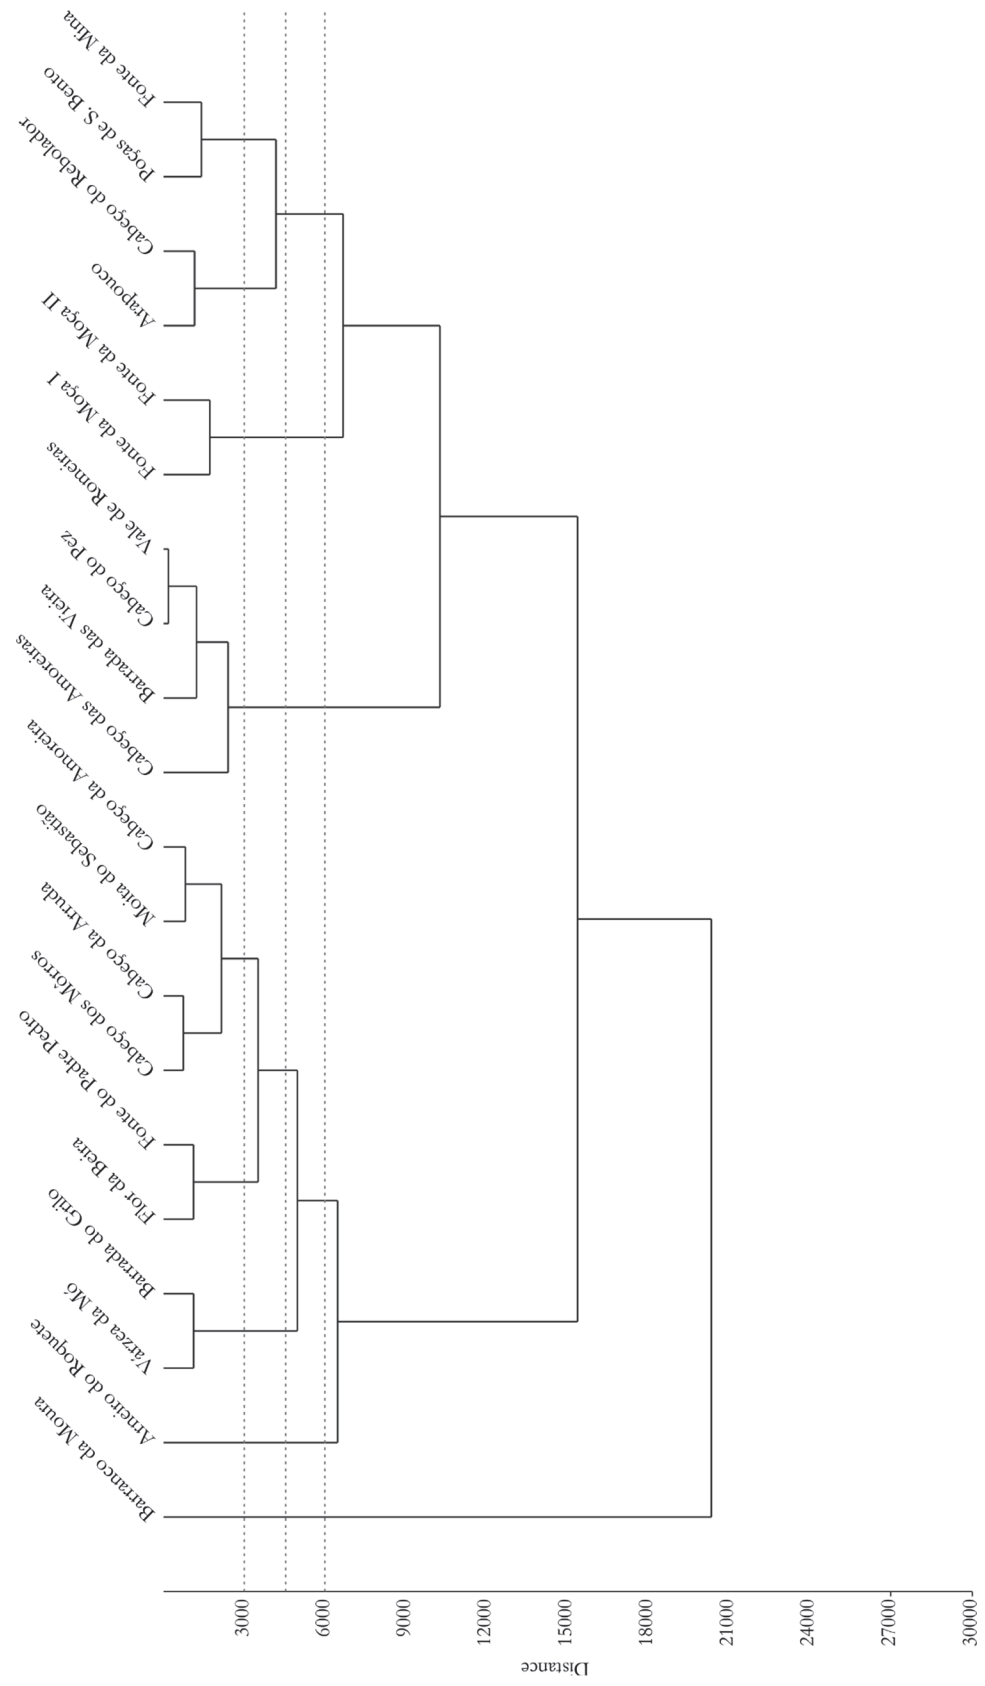 Fonte da Mina
Poças de S. Bento
Cabeço do Rebolador
Arapouco
Fonte da Moça II
Fonte da Moça I
Vale de Romeiras
Cabeço do Pez
Barrada das Vieira
Cabeço das Amoreiras
Cabeço da Amoreira
Moita do Sebastião
Cabeço da Arruda
Cabeço dos Mórros
Fonte do Padre Pedro
Flor da Beira
Barrada do Grilo
Várzea da Mó
Arneiro do Roquete
Barranco da Moura
3000
6000
9000
12000
15000
18000
21000
24000
27000
30000
Distance